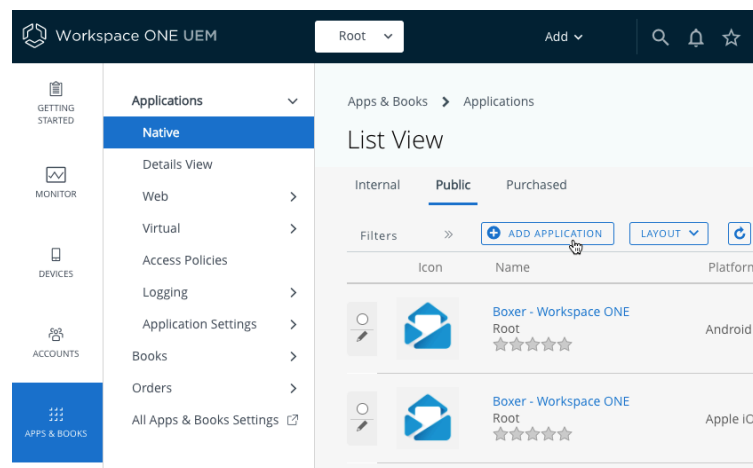 Workspace ONE UEM
Root
Add
GETTING STARTED
MONITOR
DEVICES
ACCOUNTS
APPS & BOOKS
Applications
Native
Details View
Web
Virtual
Access Policies
Logging
Application Settings
Books
Orders
All Apps & Books Settings
Apps & Books > Applications
List View
Internal Public Purchased
Filters » ADD APPLICATION LAYOUT
Icon Name Platform
Boxer - Workspace ONE
Root
Android
Boxer - Workspace ONE
Root
Apple iO